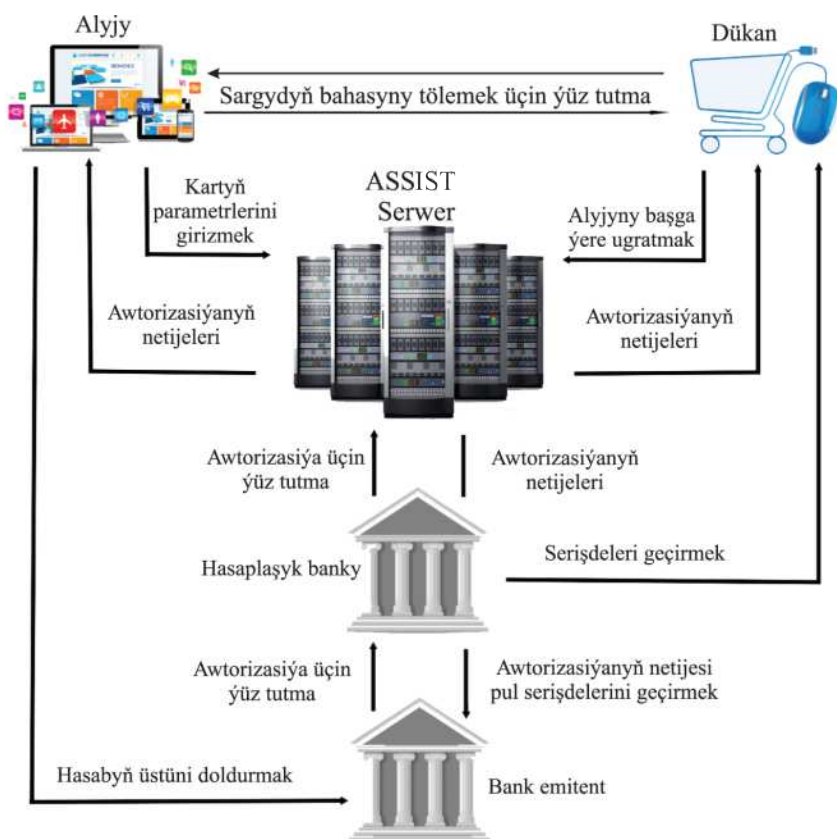 Alyjy
Dükan
Sargydyň bahasyny tölemek üçin ýüz tutma
ASSIST
Serwer
Kartyň
parametrlerini
girizmek
Alyjyny başga
ýere ugratmak
Awtorizasiýanyň
netijeleri
Awtorizasiýanyň
netijeleri
Awtorizasiýa üçin
ýüz tutma
Awtorizasiýanyň
netijeleri
Hasaplaşyk banky
Serişdeleri geçirmek
Awtorizasiýa üçin
ýüz tutma
Awtorizasiýanyň netijesi
pul serişdelerini geçirmek
Hasabyň üstüni doldurmak
Bank emitent